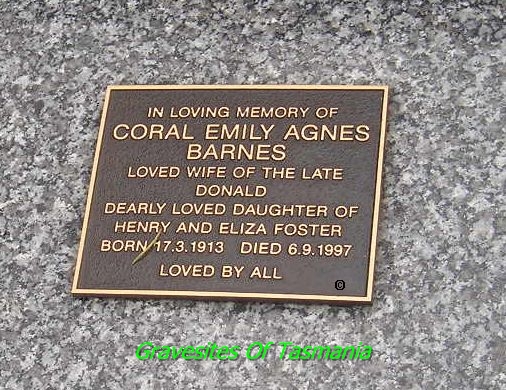 IN LOVING MEMORY OF
CORAL EMILY AGNES
BARNES
LOVED WIFE OF THE LATE
DONALD
DEARLY LOVED DAUGHTER OF
HENRY AND ELIZA FOSTER
BORN 17.3.1913 DIED 6.9.1997
LOVED BY ALL
©
Gravesites Of Tasmania